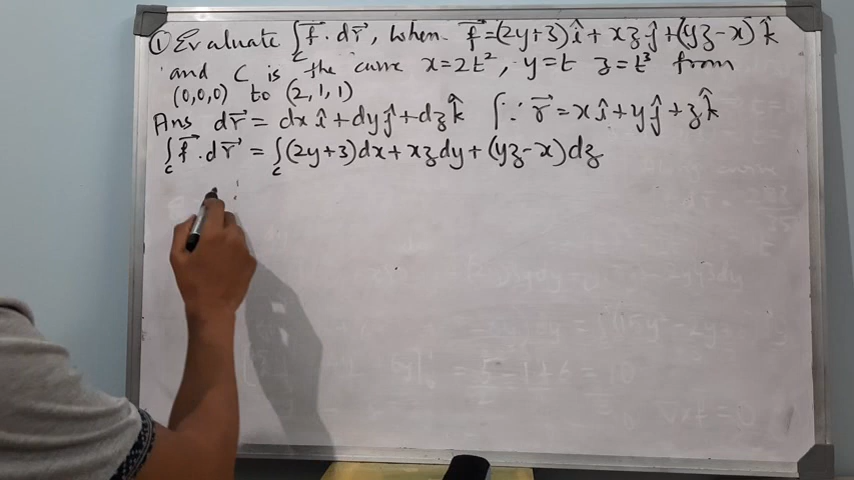 ① Evaluate ∫_C f⃗ . dr⃗, when f⃗ = (2y+3) î + xz ĵ + (yz-x) k̂
and C is the curve x = 2t², y = t z = t³ from
(0,0,0) to (2,1,1)
Ans dr⃗ = dx î + dy ĵ + dz k̂ [∵ r⃗ = x î + y ĵ + z k̂
∫_C f⃗ . dr⃗ = ∫_C (2y+3)dx + xz dy + (yz-x) dz